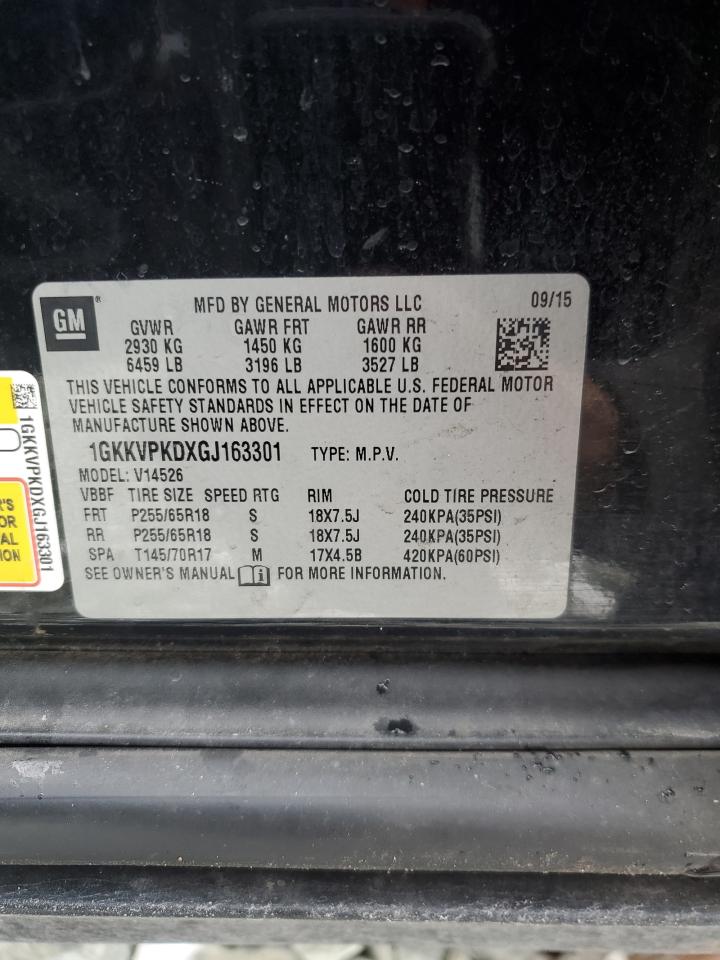 GM
®
MFD BY GENERAL MOTORS LLC 09/15
GVWR GAWR FRT GAWR RR
2930 KG 1450 KG 1600 KG
6459 LB 3196 LB 3527 LB
THIS VEHICLE CONFORMS TO ALL APPLICABLE U.S. FEDERAL MOTOR
VEHICLE SAFETY STANDARDS IN EFFECT ON THE DATE OF
MANUFACTURE SHOWN ABOVE.
1GKKVPKDXGJ163301 TYPE: M.P.V.
MODEL: V14526
VBBF TIRE SIZE SPEED RTG RIM COLD TIRE PRESSURE
FRT P255/65R18 S 18X7.5J 240KPA(35PSI)
RR P255/65R18 S 18X7.5J 240KPA(35PSI)
SPA T145/70R17 M 17X4.5B 420KPA(60PSI)
SEE OWNER'S MANUAL i FOR MORE INFORMATION.
1GKKVPKDXGJ163301
R'S
OR
AL
ION